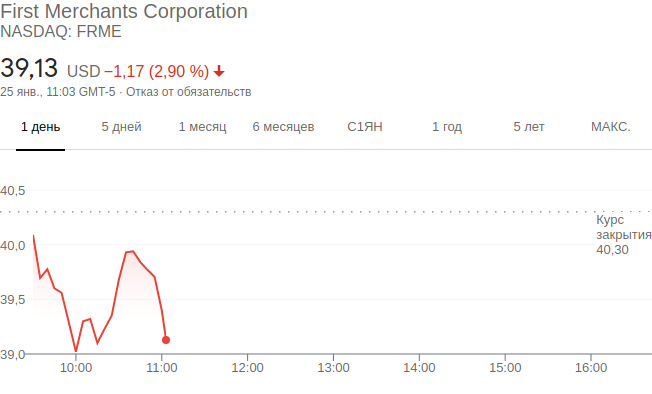 First Merchants Corporation
NASDAQ: FRME
39,13 USD −1,17 (2,90 %)
25 янв., 11:03 GMT-5 · Отказ от обязательств
1 день 5 дней 1 месяц 6 месяцев С1ЯН 1 год 5 лет МАКС.
40,5
Курс
закрытия
40,30
40,0
39,5
39,0
10:00 11:00 12:00 13:00 14:00 15:00 16:00